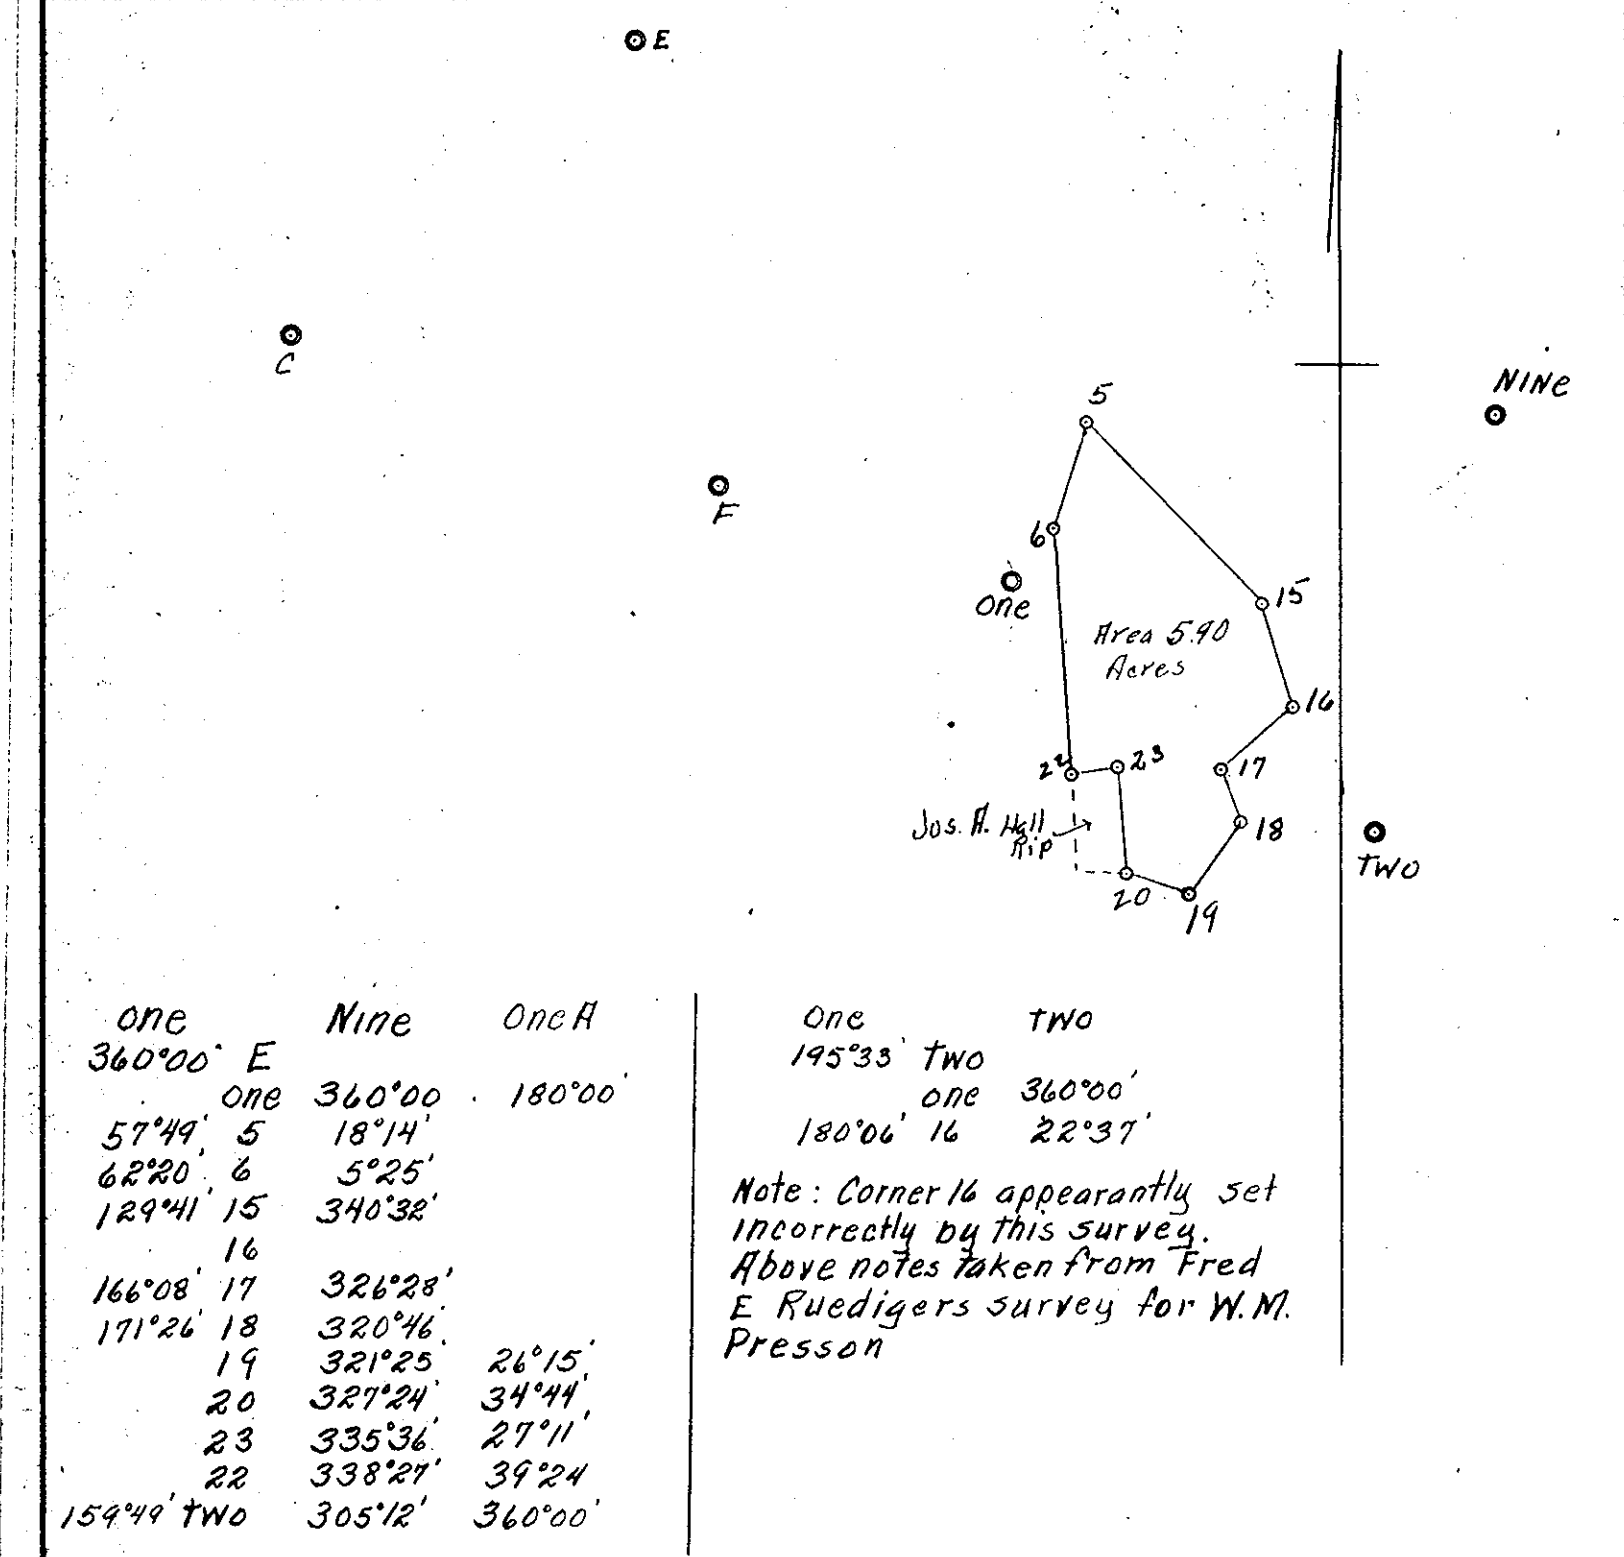 E
C
F
NINe
5
6
One
15
Area 5.90
Acres
16
22
23
17
Jos. A. Hall
Rip
18
TWO
20
19
One Nine One A
360°00' E
One 360°00 180°00'
57°49' 5 18°14'
62°20' 6 5°25'
129°41' 15 340°32'
16
166°08' 17 326°28'
171°26' 18 320°46'
19 321°25' 26°15'
20 327°24' 34°44'
23 335°36' 27°11'
22 338°27' 39°24
159°49' TWO 305°12' 360°00'
One TWO
195°33' TWO
one 360°00'
180°06' 16 22°37'
Note: Corner 16 appearantly set
incorrectly by this survey.
Above notes taken from Fred
E Ruedigers survey for W.M.
Presson